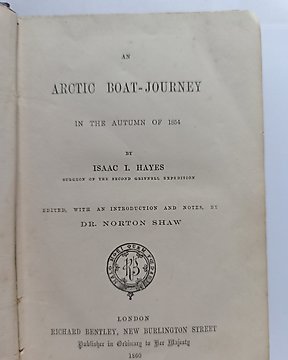 AN
ARCTIC BOAT-JOURNEY
IN THE AUTUMN OF 1854
BY
ISAAC I. HAYES
SURGEON OF THE SECOND GRINNELL EXPEDITION
EDITED, WITH AN INTRODUCTION AND NOTES, BY
DR. NORTON SHAW
LONDON
RICHARD BENTLEY, NEW BURLINGTON STREET
Publisher in Ordinary to Her Majesty
1860